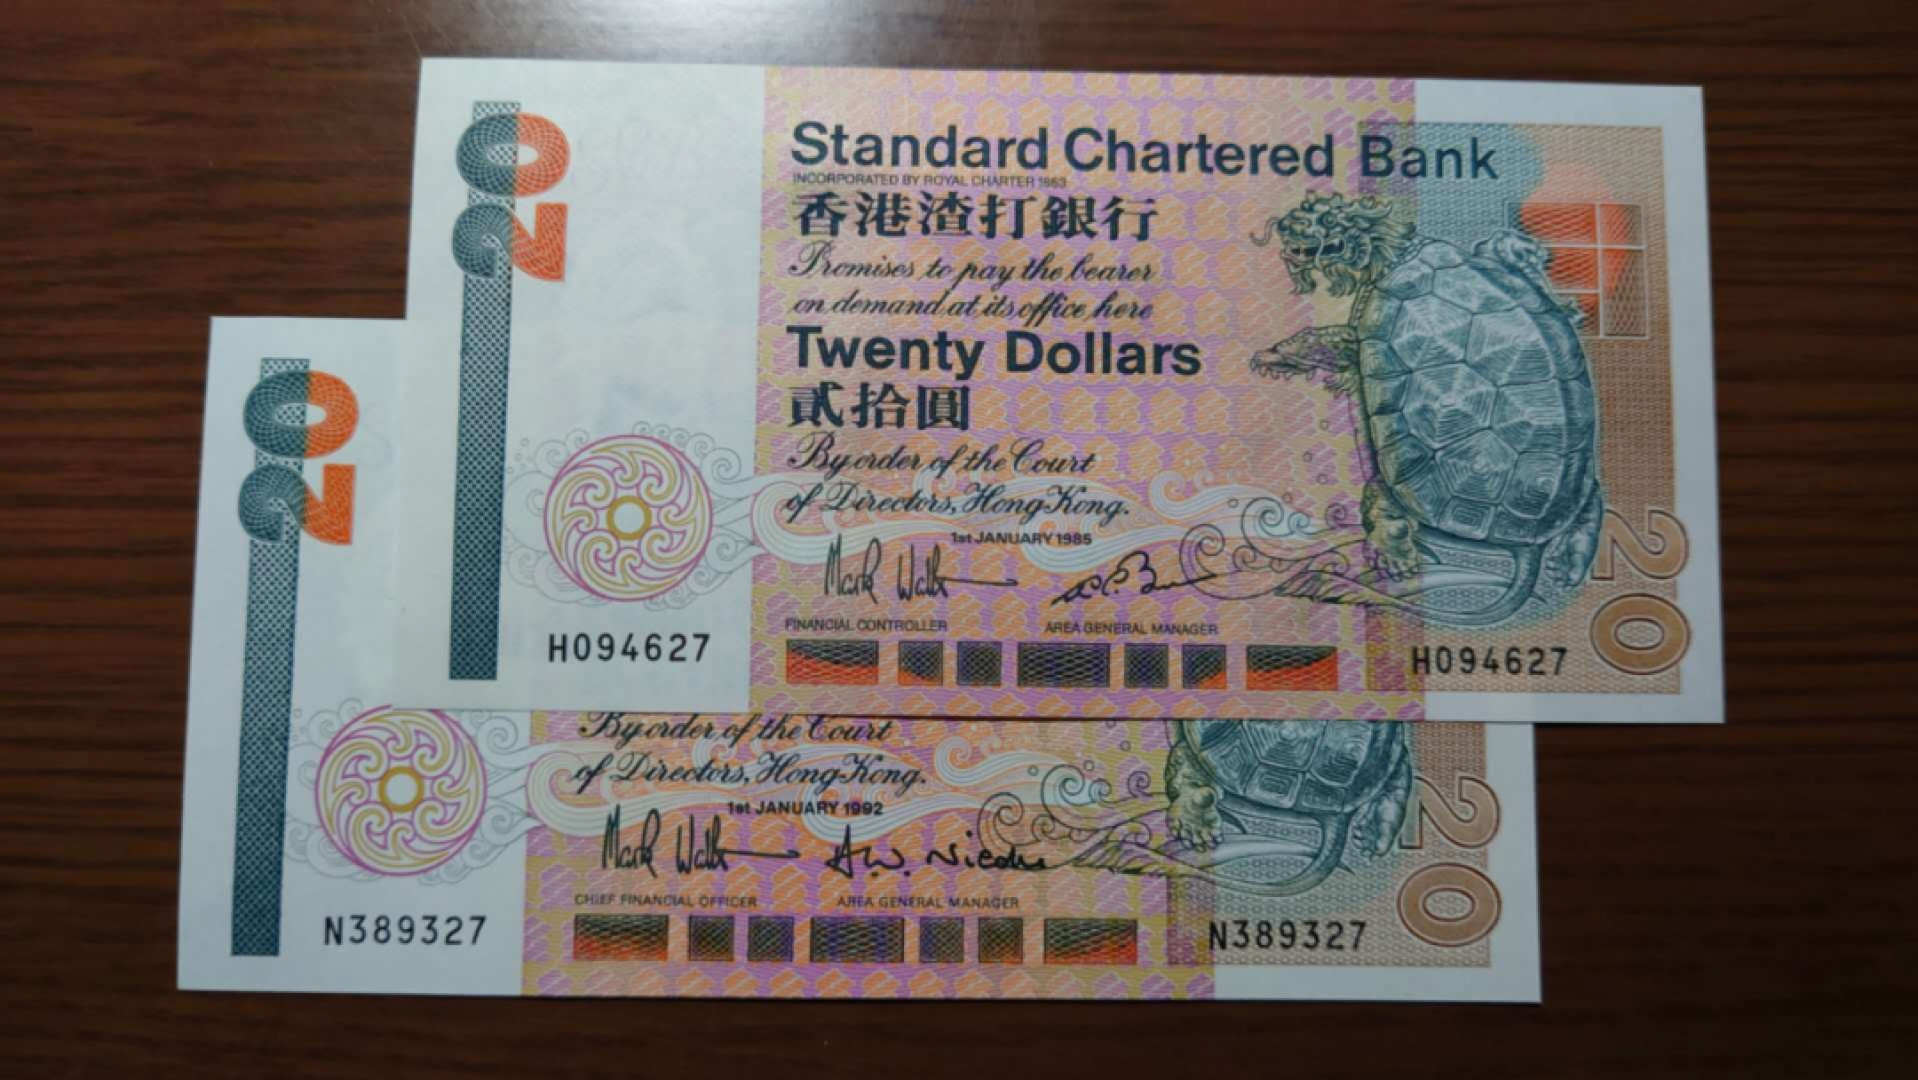 20
Standard Chartered Bank
INCORPORATED BY ROYAL CHARTER 1853
香港渣打銀行
Promises to pay the bearer
on demand at its office here
Twenty Dollars
貳拾圓
By order of the Court
of Directors, Hong Kong.
1st JANUARY 1985
Mark
FINANCIAL CONTROLLER AREA GENERAL MANAGER
H094627 H094627
20
20
By order of the Court
of Directors, Hong Kong.
1st JANUARY 1992
Mark
CHIEF FINANCIAL OFFICER AREA GENERAL MANAGER
N389327 N389327
20